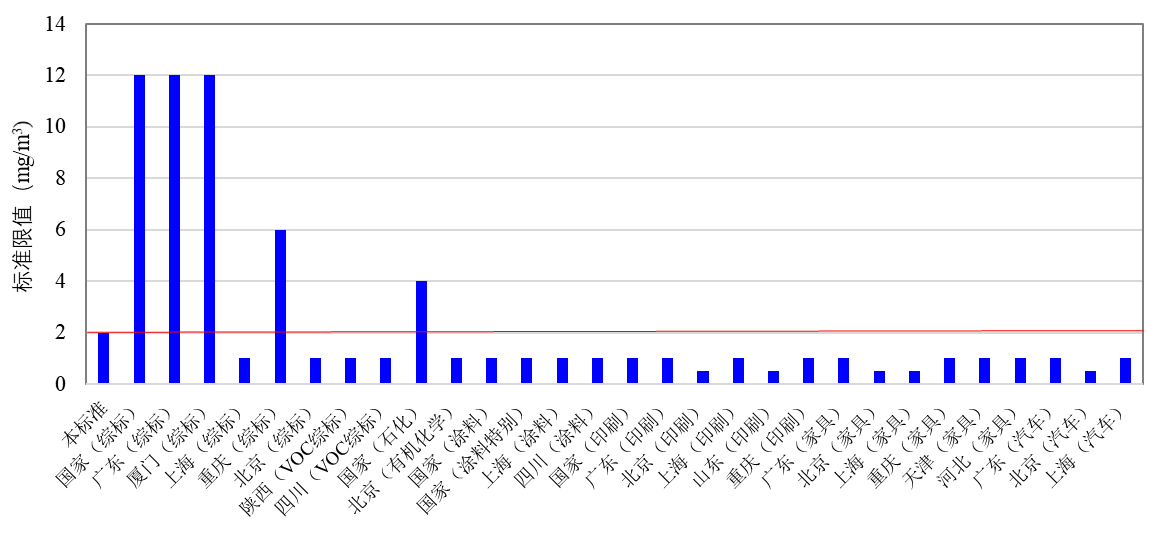 14
12
10
8
6
4
2
0
标准限值（mg/m³）
本标准
国家（综标）
广东（综标）
厦门（综标）
上海（综标）
重庆（综标）
北京（综标）
陕西（VOC综标）
四川（VOC综标）
国家（石化）
北京（有机化学）
国家（涂料）
国家（涂料特别）
上海（涂料）
四川（涂料）
国家（印刷）
广东（印刷）
北京（印刷）
上海（印刷）
山东（印刷）
重庆（印刷）
广东（家具）
北京（家具）
上海（家具）
重庆（家具）
天津（家具）
河北（家具）
广东（汽车）
北京（汽车）
上海（汽车）